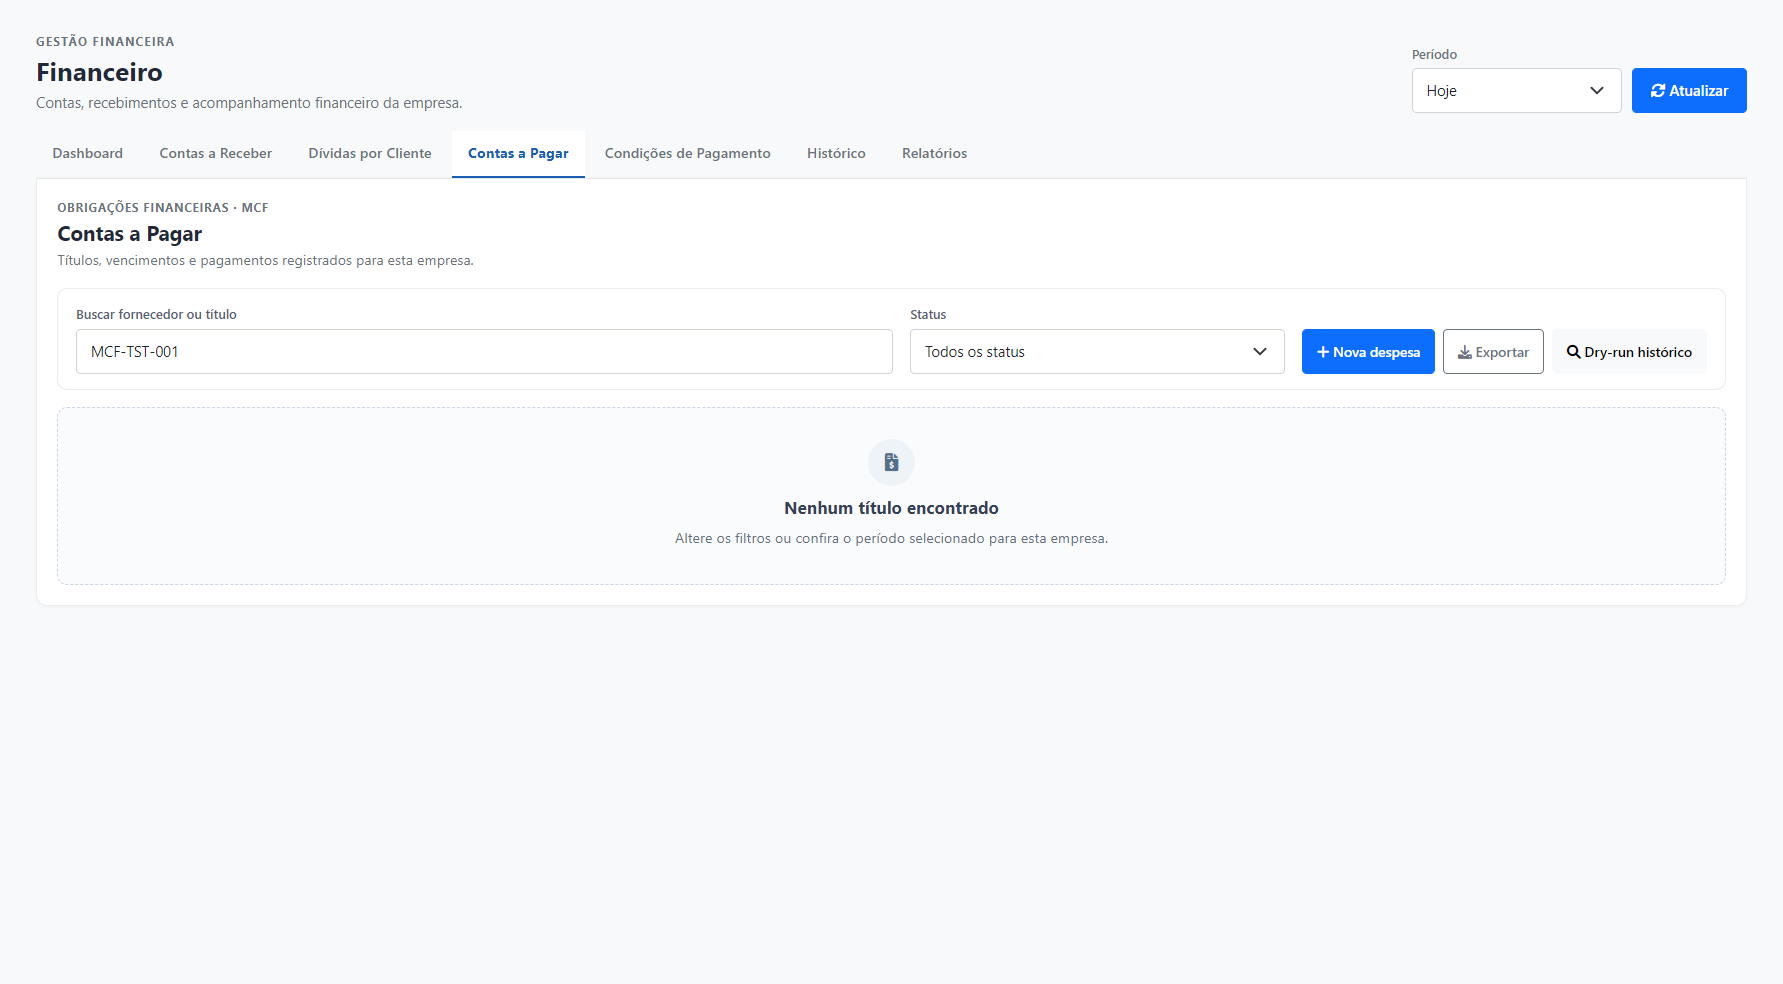 GESTÃO FINANCEIRA
Financeiro
Contas, recebimentos e acompanhamento financeiro da empresa.
Período
Hoje
Atualizar
Dashboard
Contas a Receber
Dívidas por Cliente
Contas a Pagar
Condições de Pagamento
Histórico
Relatórios
OBRIGAÇÕES FINANCEIRAS · MCF
Contas a Pagar
Títulos, vencimentos e pagamentos registrados para esta empresa.
Buscar fornecedor ou título
MCF-TST-001
Status
Todos os status
Nova despesa
Exportar
Dry-run histórico
Nenhum título encontrado
Altere os filtros ou confira o período selecionado para esta empresa.